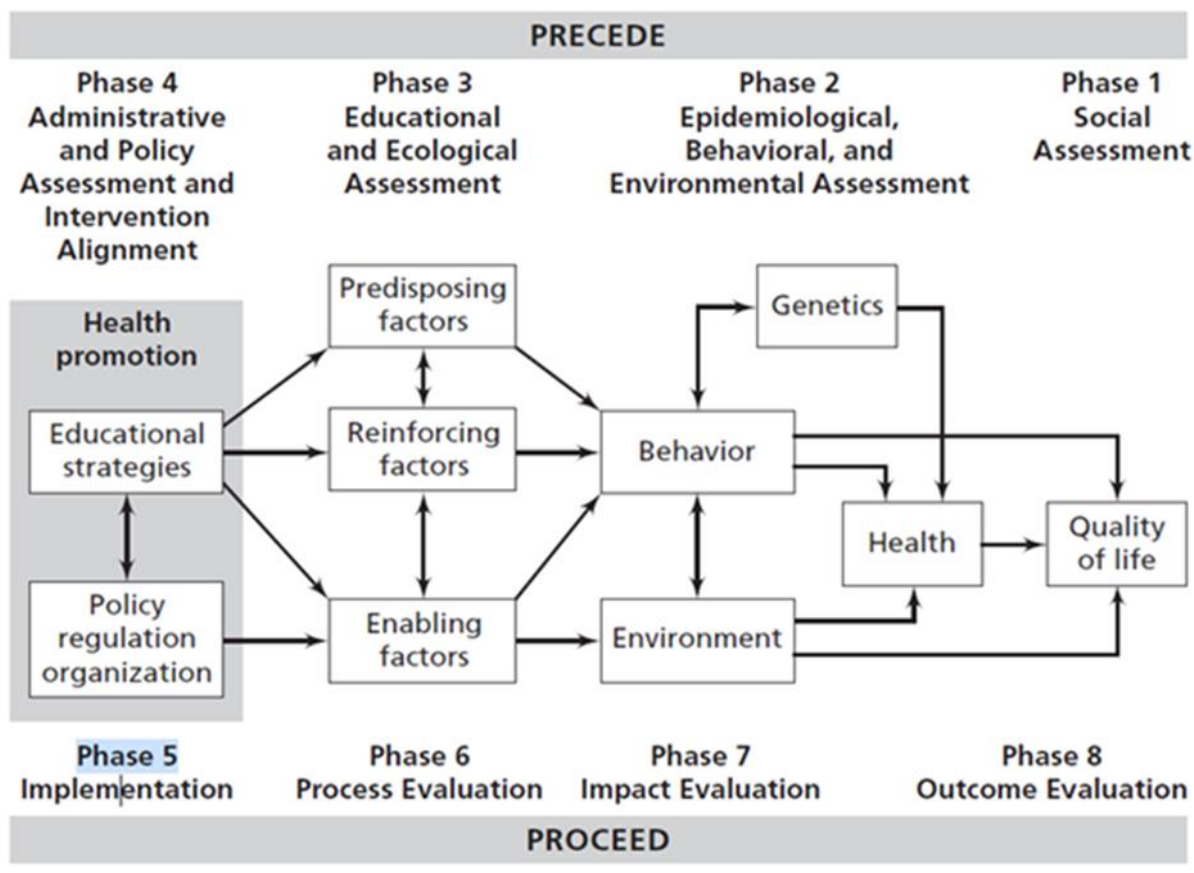 PRECEDE
Phase 4
Administrative
and Policy
Assessment and
Intervention
Alignment
Phase 3
Educational
and Ecological
Assessment
Phase 2
Epidemiological,
Behavioral, and
Environmental Assessment
Phase 1
Social
Assessment
Health
promotion
Educational
strategies
Policy
regulation
organization
Predisposing
factors
Reinforcing
factors
Enabling
factors
Genetics
Behavior
Environment
Health
Quality
of life
Phase 5
Implementation
Phase 6
Process Evaluation
Phase 7
Impact Evaluation
Phase 8
Outcome Evaluation
PROCEED